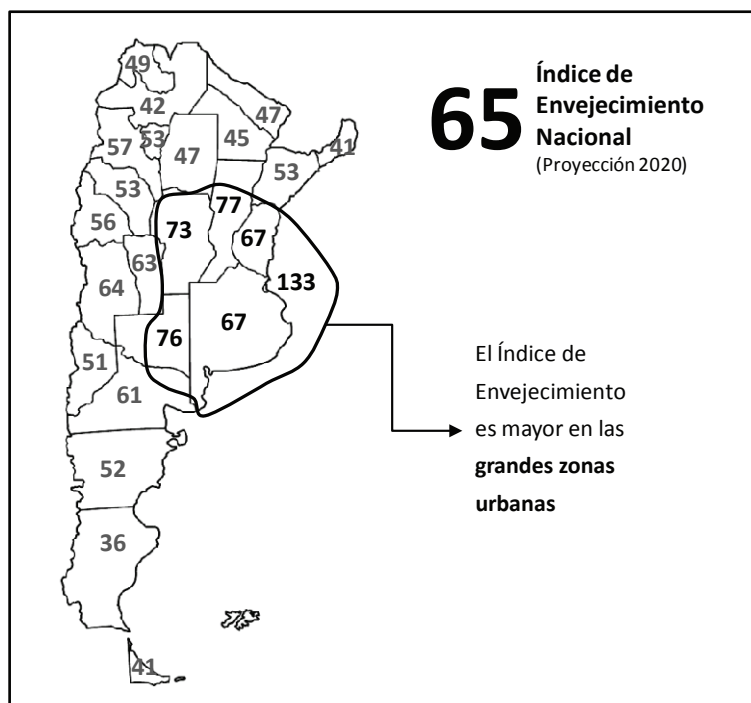 65
Índice de
Envejecimiento
Nacional
(Proyección 2020)
49
42
47
57
53
47
45
53
41
53
77
56
73
67
63
133
64
67
76
51
61
El Índice de
Envejecimiento
es mayor en las
grandes zonas
urbanas
52
36
41